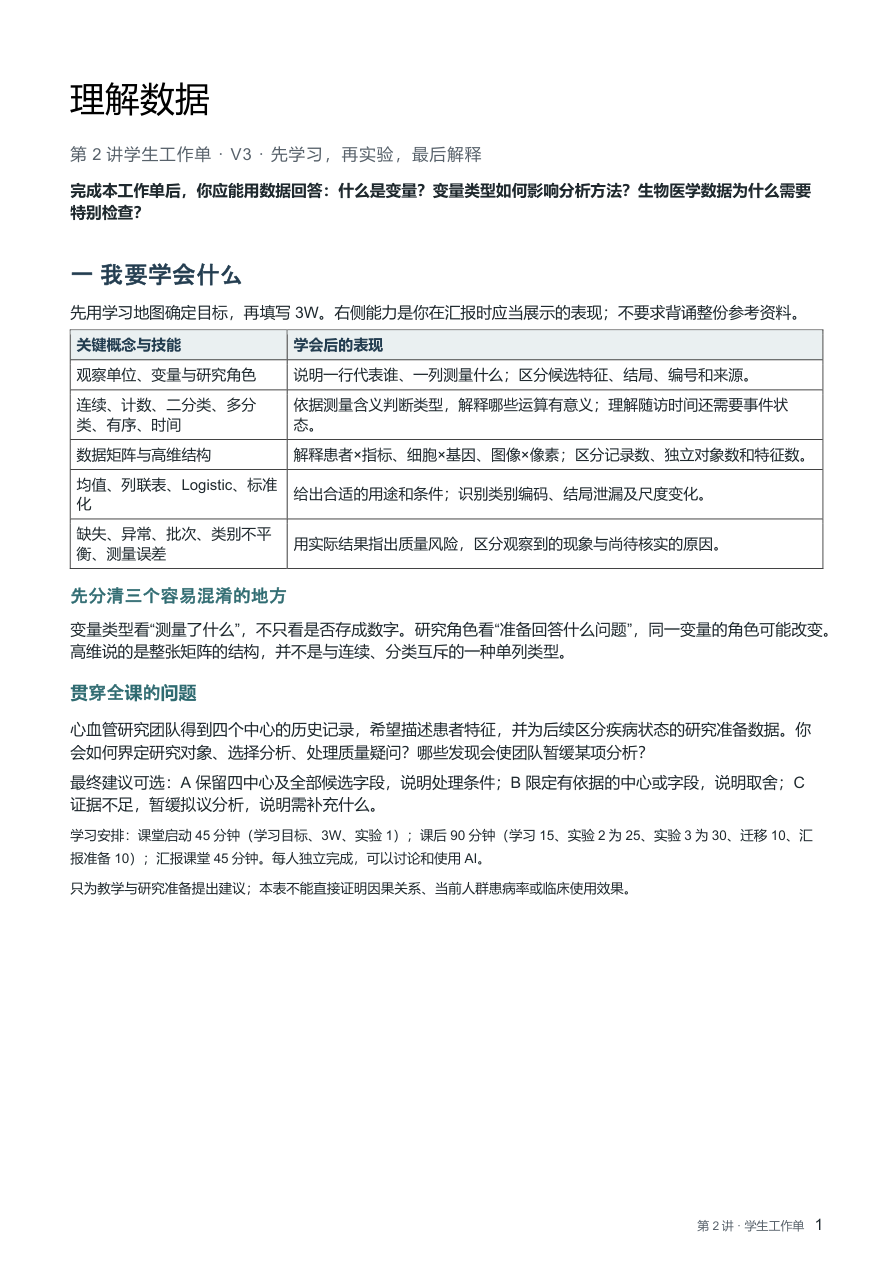 理解数据
第 2 讲学生工作单 · V3 · 先学习，再实验，最后解释
完成本工作单后，你应能用数据回答：什么是变量？变量类型如何影响分析方法？生物医学数据为什么需要
特别检查？
一 我要学会什么
先用学习地图确定目标，再填写 3W。右侧能力是你在汇报时应当展示的表现；不要求背诵整份参考资料。
关键概念与技能
学会后的表现
观察单位、变量与研究角色
说明一行代表谁、一列测量什么；区分候选特征、结局、编号和来源。
连续、计数、二分类、多分
类、有序、时间
依据测量含义判断类型，解释哪些运算有意义；理解随访时间还需要事件状
态。
数据矩阵与高维结构
解释患者×指标、细胞×基因、图像×像素；区分记录数、独立对象数和特征数。
均值、列联表、Logistic、标准
化
给出合适的用途和条件；识别类别编码、结局泄漏及尺度变化。
缺失、异常、批次、类别不平
衡、测量误差
用实际结果指出质量风险，区分观察到的现象与尚待核实的原因。
先分清三个容易混淆的地方
变量类型看“测量了什么”，不只看是否存成数字。研究角色看“准备回答什么问题”，同一变量的角色可能改变。
高维说的是整张矩阵的结构，并不是与连续、分类互斥的一种单列类型。
贯穿全课的问题
心血管研究团队得到四个中心的历史记录，希望描述患者特征，并为后续区分疾病状态的研究准备数据。你
会如何界定研究对象、选择分析、处理质量疑问？哪些发现会使团队暂缓某项分析？
最终建议可选：A 保留四中心及全部候选字段，说明处理条件；B 限定有依据的中心或字段，说明取舍；C
证据不足，暂缓拟议分析，说明需补充什么。
学习安排：课堂启动 45 分钟（学习目标、3W、实验 1）；课后 90 分钟（学习 15、实验 2 为 25、实验 3 为 30、迁移 10、汇
报准备 10）；汇报课堂 45 分钟。每人独立完成，可以讨论和使用 AI。
只为教学与研究准备提出建议；本表不能直接证明因果关系、当前人群患病率或临床使用效果。
第 2 讲 · 学生工作单 1